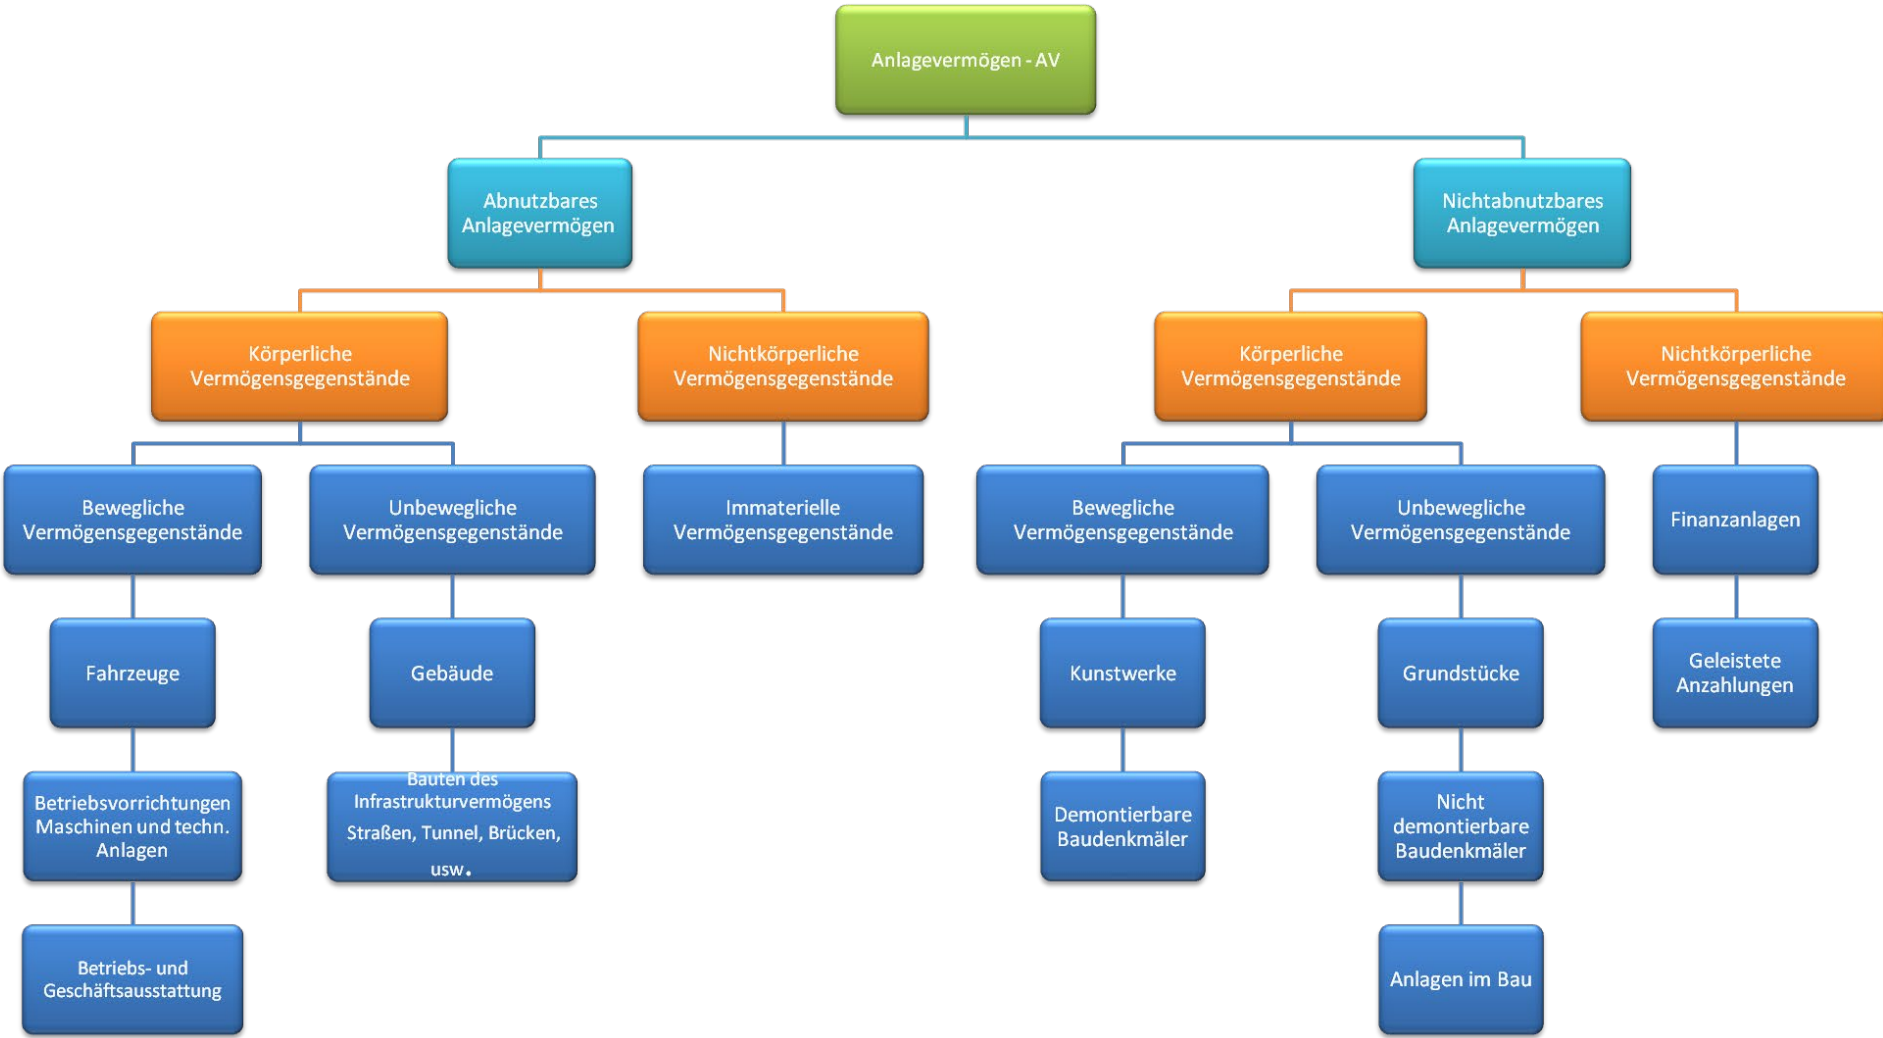 Anlagevermögen - AV
Abnutzbares
Anlagevermögen
Nichtabnutzbares
Anlagevermögen
Körperliche
Vermögensgegenstände
Nichtkörperliche
Vermögensgegenstände
Körperliche
Vermögensgegenstände
Nichtkörperliche
Vermögensgegenstände
Bewegliche
Vermögensgegenstände
Unbewegliche
Vermögensgegenstände
Immaterielle
Vermögensgegenstände
Bewegliche
Vermögensgegenstände
Unbewegliche
Vermögensgegenstände
Finanzanlagen
Fahrzeuge
Gebäude
Kunstwerke
Grundstücke
Geleistete
Anzahlungen
Betriebsvorrichtungen
Maschinen und techn.
Anlagen
Bauten des
Infrastrukturvermögens
Straßen, Tunnel, Brücken,
usw.
Demontierbare
Baudenkmäler
Nicht
demontierbare
Baudenkmäler
Betriebs- und
Geschäftsausstattung
Anlagen im Bau